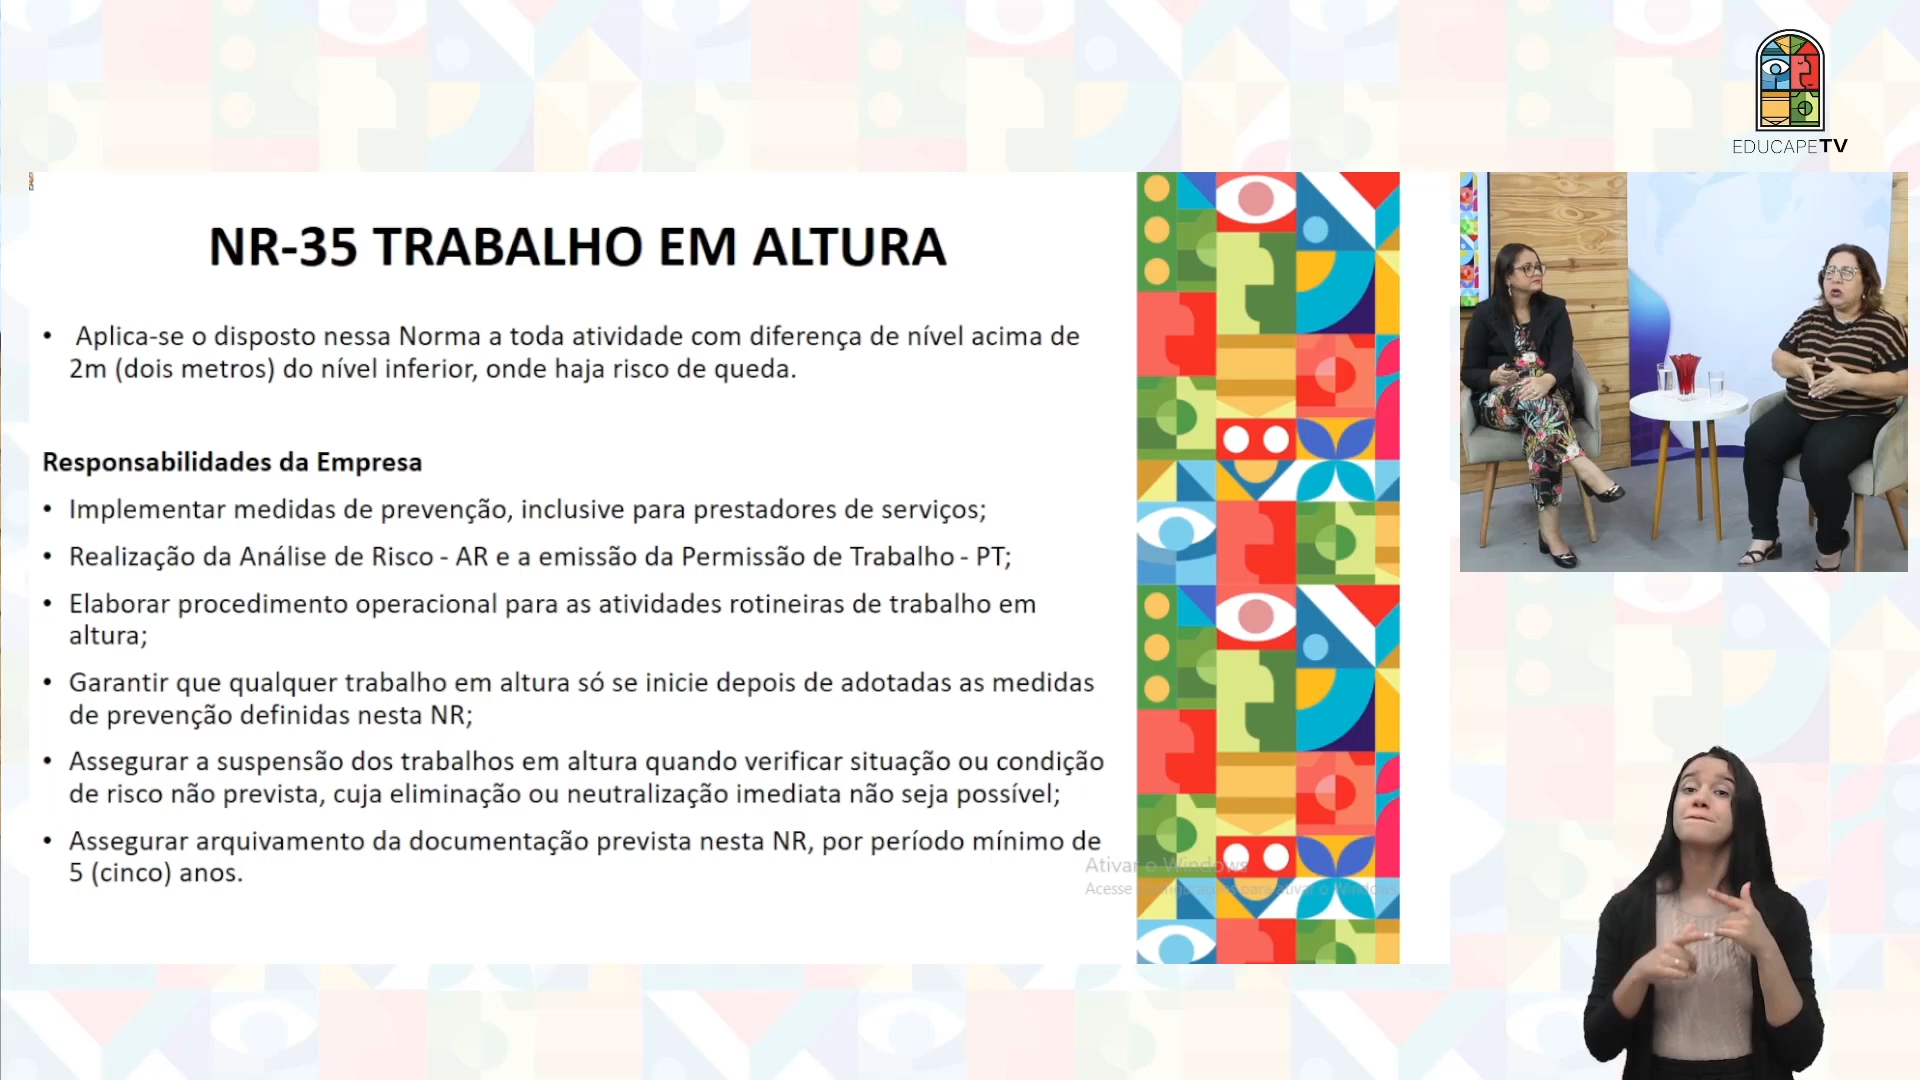 EDUCAPETV
NR-35 TRABALHO EM ALTURA
• Aplica-se o disposto nessa Norma a toda atividade com diferença de nível acima de
2m (dois metros) do nível inferior, onde haja risco de queda.
Responsabilidades da Empresa
• Implementar medidas de prevenção, inclusive para prestadores de serviços;
• Realização da Análise de Risco - AR e a emissão da Permissão de Trabalho - PT;
• Elaborar procedimento operacional para as atividades rotineiras de trabalho em
altura;
• Garantir que qualquer trabalho em altura só se inicie depois de adotadas as medidas
de prevenção definidas nesta NR;
• Assegurar a suspensão dos trabalhos em altura quando verificar situação ou condição
de risco não prevista, cuja eliminação ou neutralização imediata não seja possível;
• Assegurar arquivamento da documentação prevista nesta NR, por período mínimo de
5 (cinco) anos.
Ativar o Windows
Acesse Configurações para ativar o Windows.